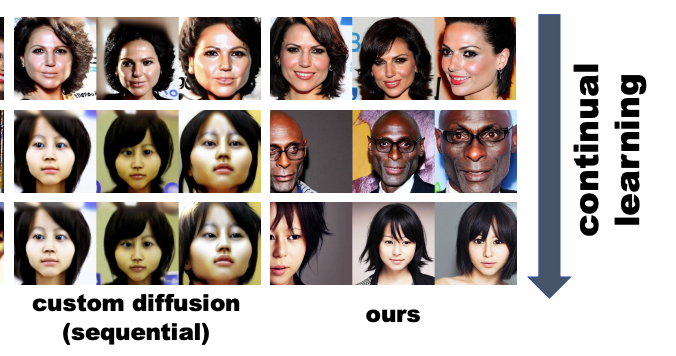 continual
learning
custom diffusion
(sequential)
ours